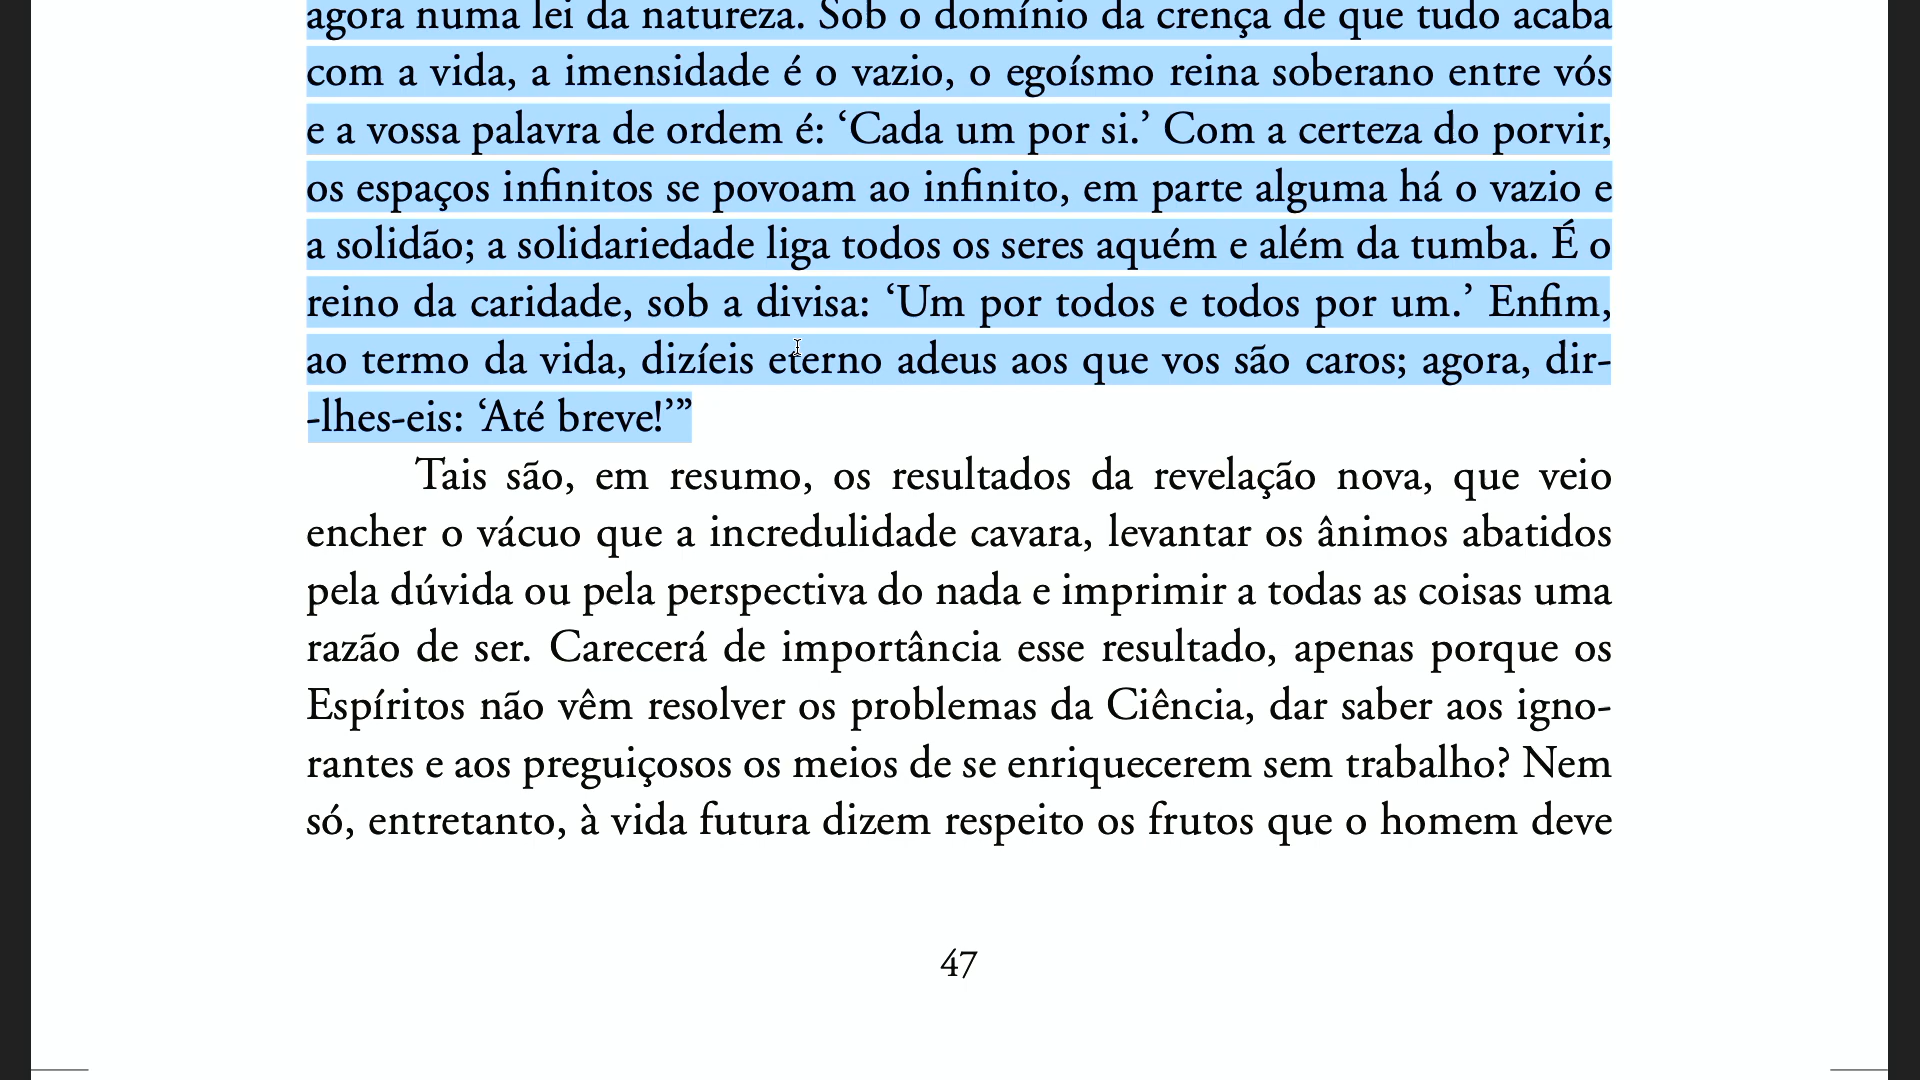 agora numa lei da natureza. Sob o domínio da crença de que tudo acaba
com a vida, a imensidade é o vazio, o egoísmo reina soberano entre vós
e a vossa palavra de ordem é: ‘Cada um por si.’ Com a certeza do porvir,
os espaços infinitos se povoam ao infinito, em parte alguma há o vazio e
a solidão; a solidariedade liga todos os seres aquém e além da tumba. É o
reino da caridade, sob a divisa: ‘Um por todos e todos por um.’ Enfim,
ao termo da vida, dizíeis eterno adeus aos que vos são caros; agora, dir-
-lhes-eis: ‘Até breve!’”
Tais são, em resumo, os resultados da revelação nova, que veio
encher o vácuo que a incredulidade cavara, levantar os ânimos abatidos
pela dúvida ou pela perspectiva do nada e imprimir a todas as coisas uma
razão de ser. Carecerá de importância esse resultado, apenas porque os
Espíritos não vêm resolver os problemas da Ciência, dar saber aos igno-
rantes e aos preguiçosos os meios de se enriquecerem sem trabalho? Nem
só, entretanto, à vida futura dizem respeito os frutos que o homem deve
47